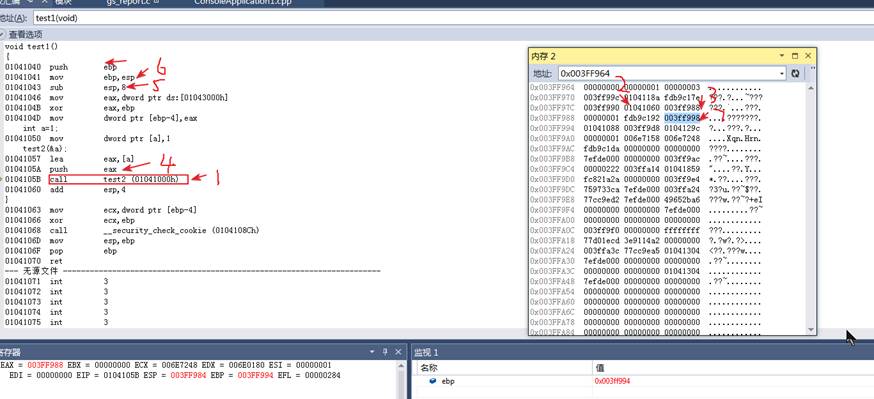 gs_report.c
ConsoleApplication1.cpp
地址(A): test1(void)
查看选项
void test1()
{
01041040 push ebp
01041041 mov ebp,esp
01041043 sub esp,8
01041046 mov eax,dword ptr ds:[01043000h]
0104104B xor eax,ebp
0104104D mov dword ptr [ebp-4],eax
int a=1;
01041050 mov dword ptr [a],1
test2(&a);
01041057 lea eax,[a]
0104105A push eax
0104105B call test2 (01041000h)
01041060 add esp,4
}
01041063 mov ecx,dword ptr [ebp-4]
01041066 xor ecx,ebp
01041068 call __security_check_cookie (0104108Ch)
0104106D mov esp,ebp
0104106F pop ebp
01041070 ret
--- 无源文件 ---
01041071 int 3
01041072 int 3
01041073 int 3
01041074 int 3
01041075 int 3
6
5
4
1
内存 2
地址: 0x003FF964
2
3
7
0x003FF964 00000000 00000001 00000003
0x003FF970 003ff99c 0104118a fdb9c17e
0x003FF97C 003ff990 01041060 003ff988
0x003FF988 00000001 fdb9c192 003ff998
0x003FF994 01041088 003ff9d8 0104129c
0x003FF9A0 00000001 006e7158 006e7248
0x003FF9AC fdb9c1da 00000000 00000000
0x003FF9B8 7efde000 00000000 003ff9ac
0x003FF9C4 00000222 003ffa14 01041859
0x003FF9D0 fc821a2a 00000000 003ff9e4
0x003FF9DC 759733ca 7efde000 003ffa24
0x003FF9E8 77cc9ed2 7efde000 49652ba6
0x003FF9F4 00000000 00000000 7efde000
0x003FFA00 00000000 00000000 00000000
0x003FFA0C 003ff9f0 00000000 ffffffff
0x003FFA18 77d01ecd 3e9114a2 00000000
0x003FFA24 003ffa3c 77cc9ea5 01041304
0x003FFA30 7efde000 00000000 00000000
0x003FFA3C 00000000 00000000 01041304
0x003FFA48 7efde000 00000000 00000000
0x003FFA54 00000000 00000000 00000000
0x003FFA60 00000000 00000000 00000000
0x003FFA6C 00000000 00000000 00000000
0x003FFA78 00000000 00000000 00000000
0x003FFA84 00000000 00000000 00000000
EAX = 003FF988 EBX = 00000000 ECX = 006E7248 EDX = 006E0180 ESI = 00000001
EDI = 00000000 EIP = 0104105B ESP = 003FF984 EBP = 003FF994 EFL = 00000284
监视 1
名称 值
ebp 0x003ff994